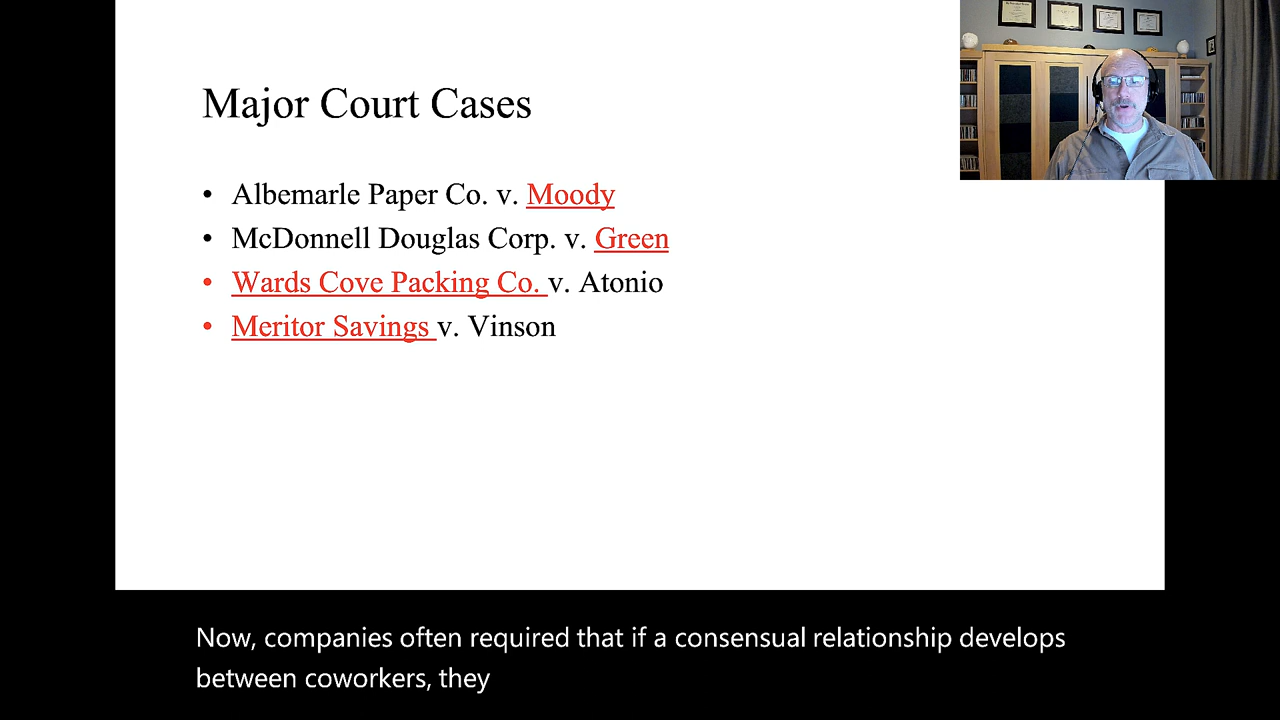 Major Court Cases
• Albemarle Paper Co. v. Moody
• McDonnell Douglas Corp. v. Green
• Wards Cove Packing Co. v. Atonio
• Meritor Savings v. Vinson
Now, companies often required that if a consensual relationship develops
between coworkers, they